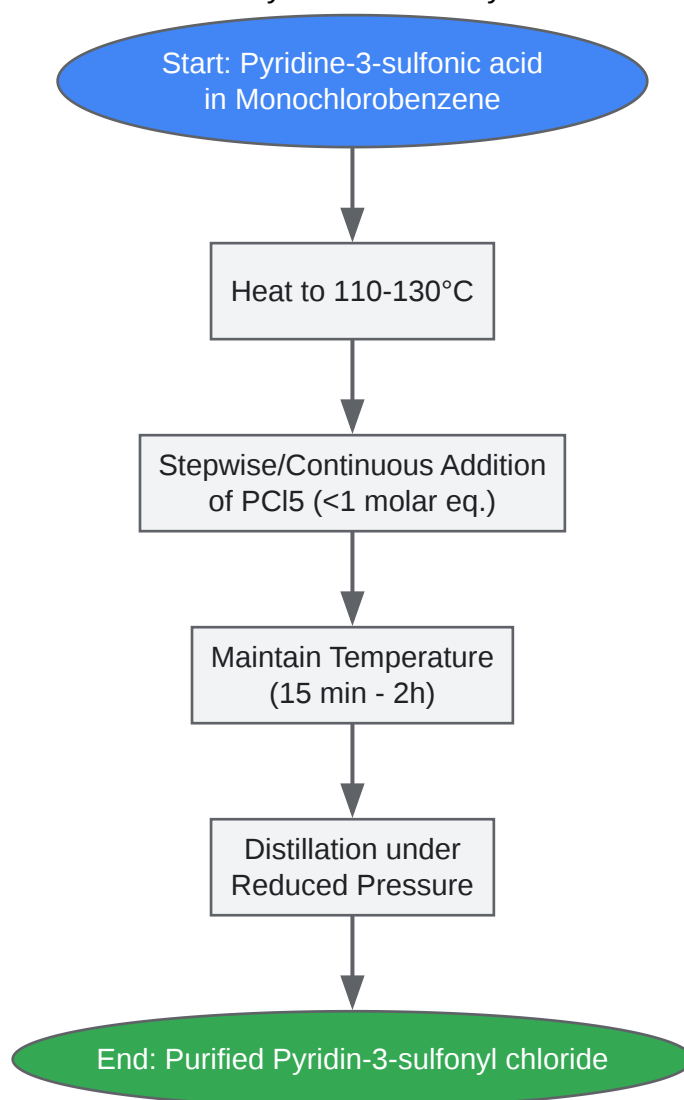 Start: Pyridine-3-sulfonic acid
in Monochlorobenzene
Heat to 110-130°C
Stepwise/Continuous Addition
of PCl5 (<1 molar eq.)
Maintain Temperature
(15 min - 2h)
Distillation under
Reduced Pressure
End: Purified Pyridin-3-sulfonyl chloride